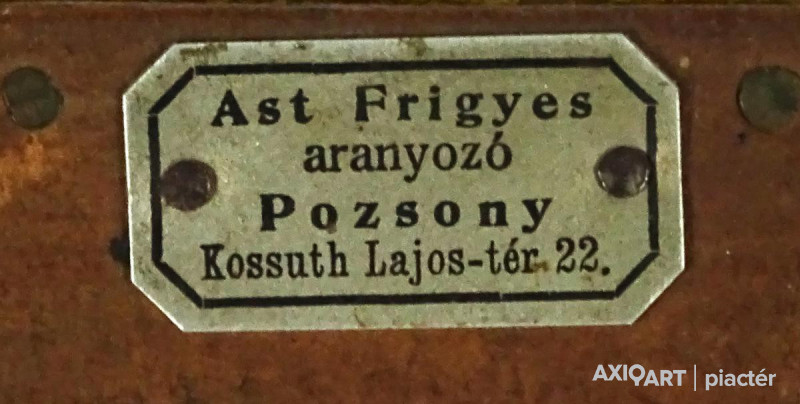 Ast Frigyes
aranyozó
Pozsony
Kossuth Lajos-tér 22.
AXIOART | piactér